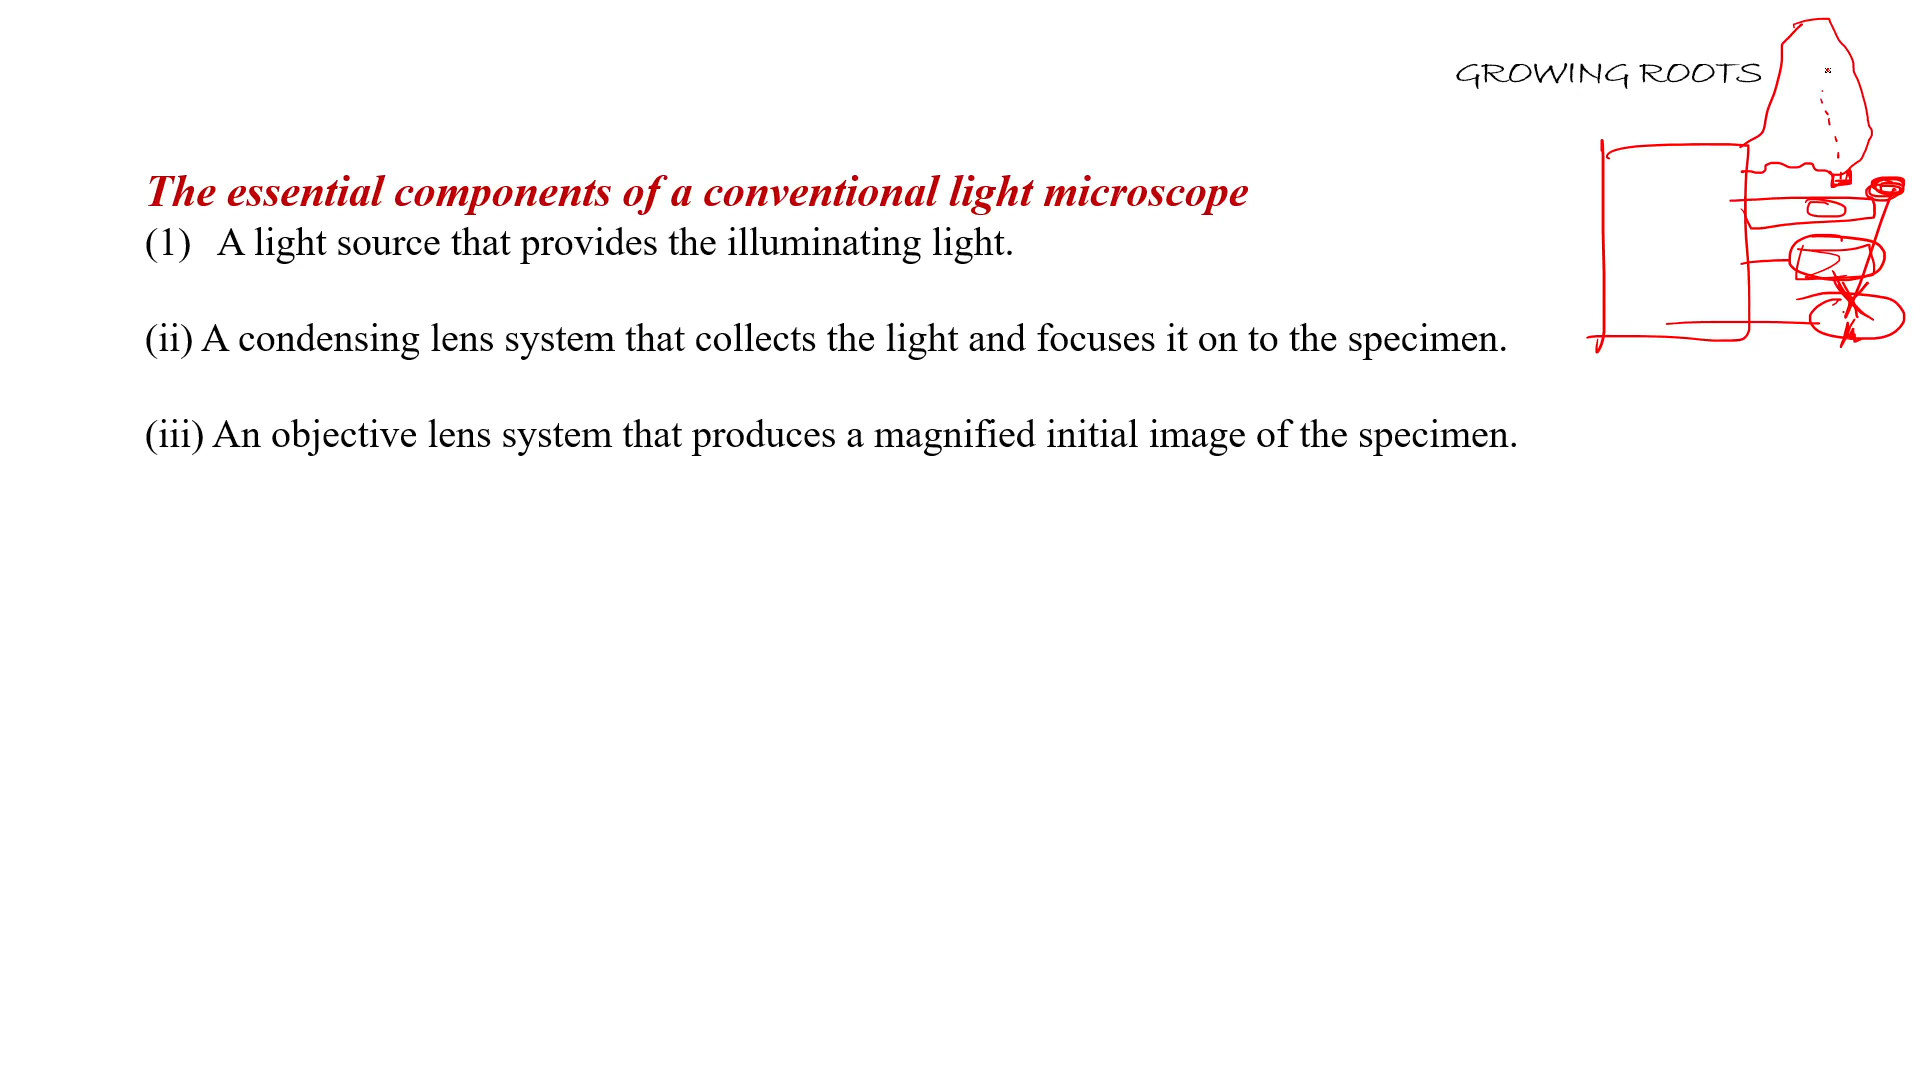 GROWING ROOTS
The essential components of a conventional light microscope
(1) A light source that provides the illuminating light.
(ii) A condensing lens system that collects the light and focuses it on to the specimen.
(iii) An objective lens system that produces a magnified initial image of the specimen.